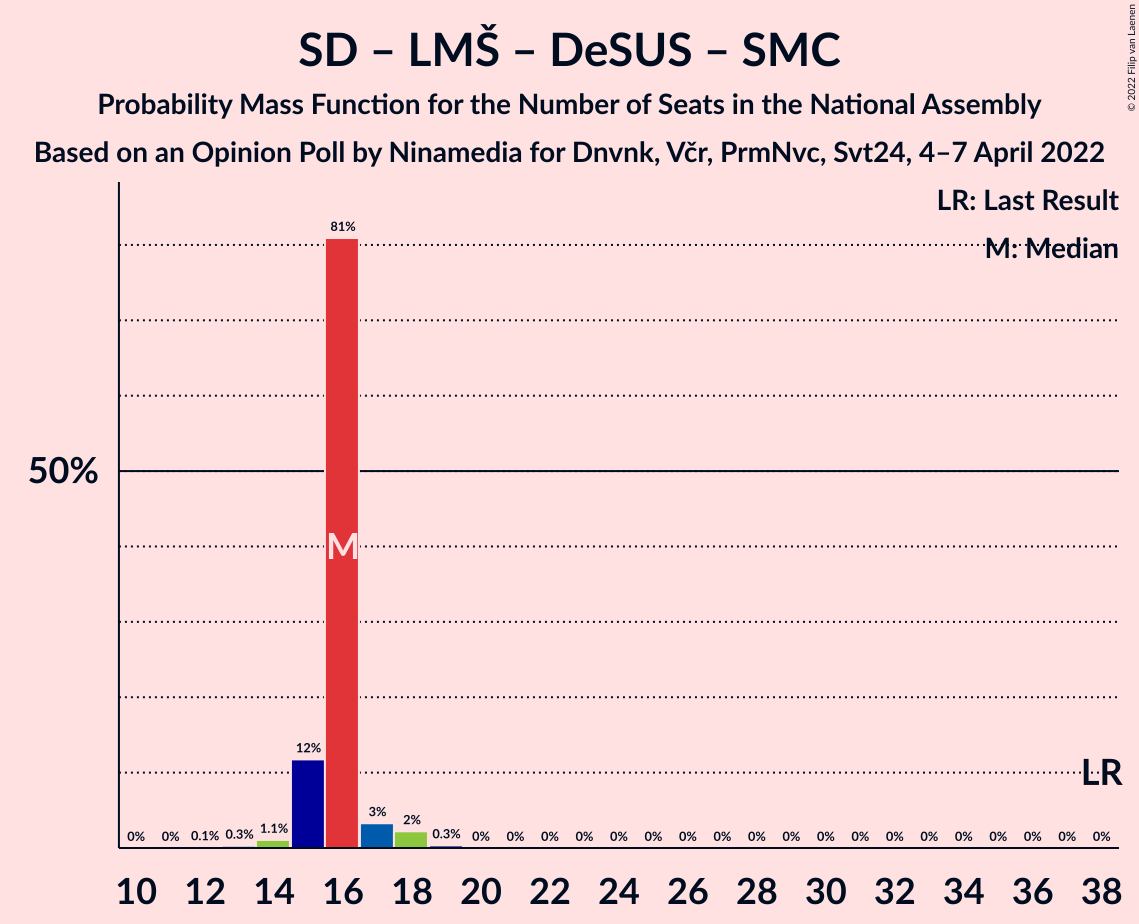 SD – LMŠ – DeSUS – SMC
Probability Mass Function for the Number of Seats in the National Assembly
Based on an Opinion Poll by Ninamedia for Dnvnk, Včr, PrmNvc, Svt24, 4–7 April 2022
© 2022 Filip van Laenen
LR: Last Result
M: Median
81%
50%
M
12%
LR
0% 0% 0.1% 0.3% 1.1% 3% 2% 0.3% 0% 0% 0% 0% 0% 0% 0% 0% 0% 0% 0% 0% 0% 0% 0% 0% 0% 0% 0%
10 12 14 16 18 20 22 24 26 28 30 32 34 36 38